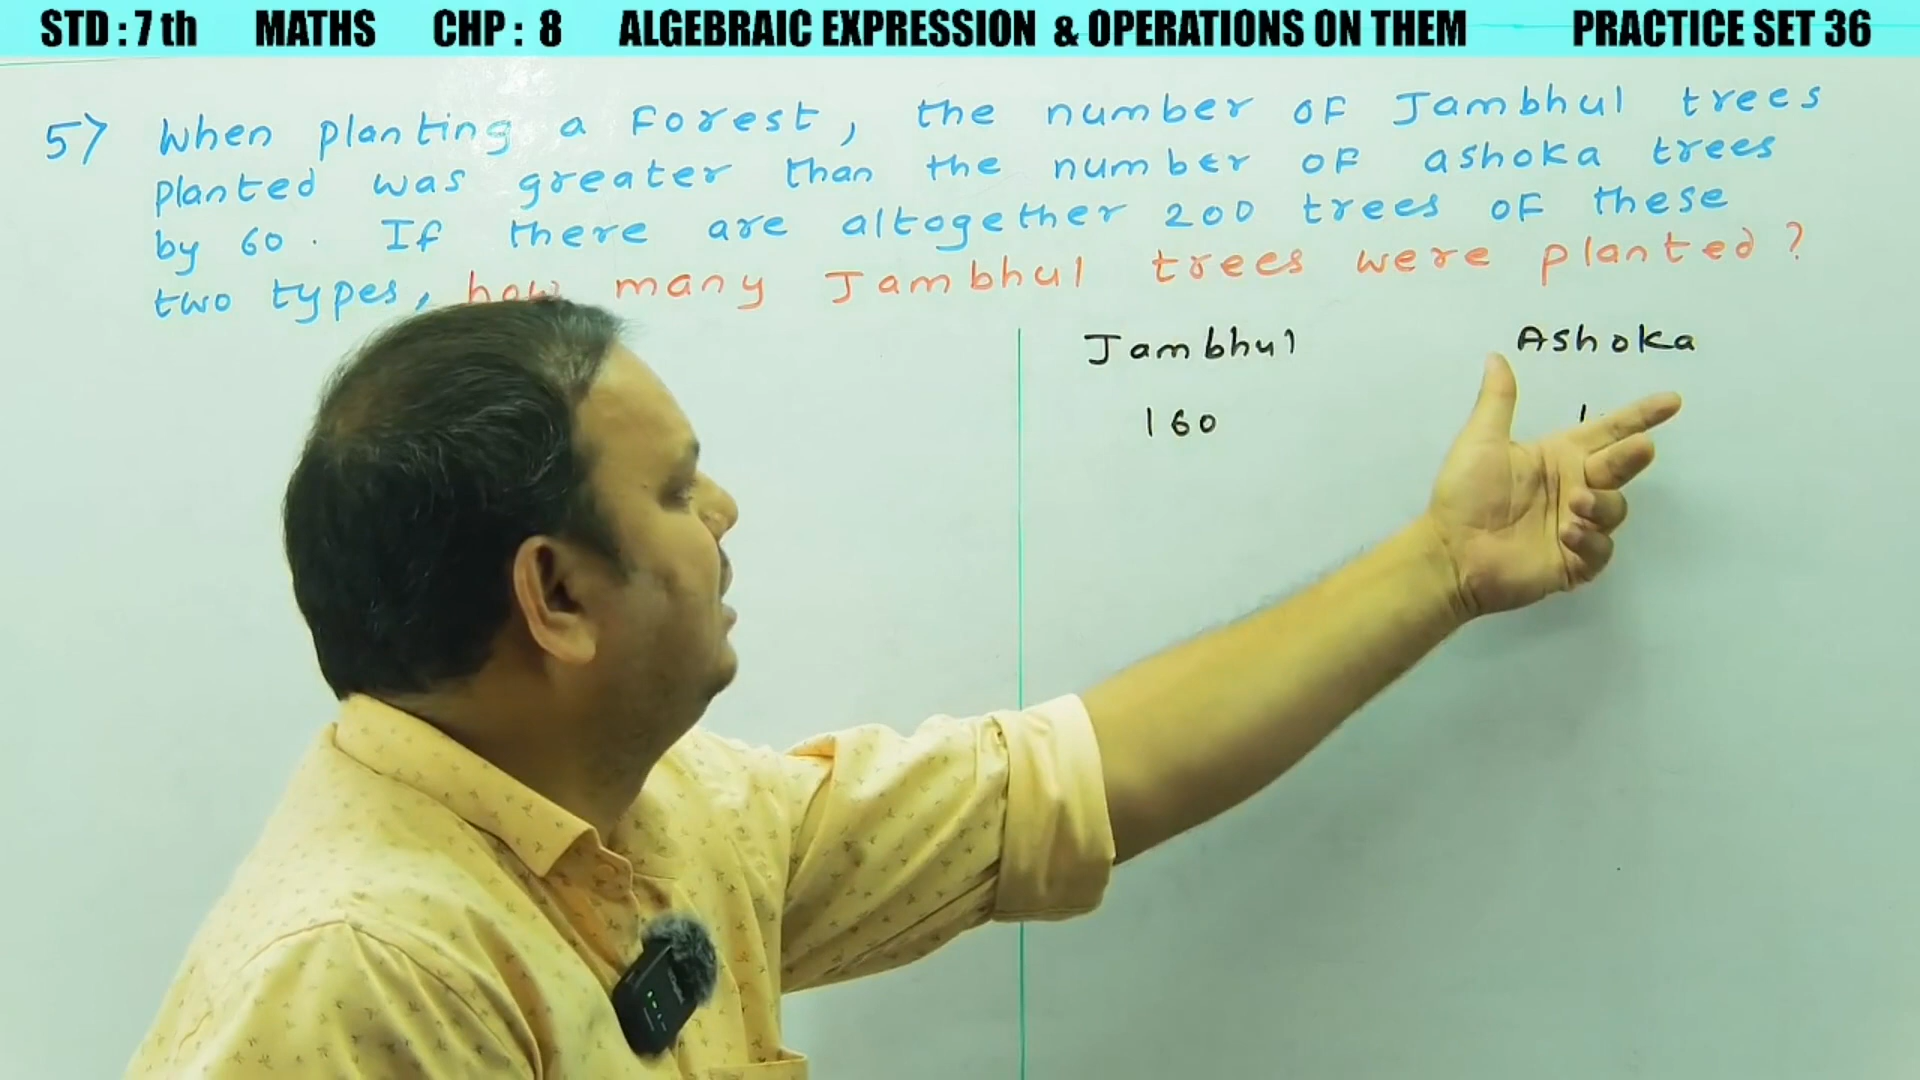 STD : 7 th MATHS CHP : 8 ALGEBRAIC EXPRESSION & OPERATIONS ON THEM PRACTICE SET 36
5) When planting a Forest, the number of Jambhul trees
planted was greater than the number of ashoka trees
by 60. If there are altogether 200 trees of these
two types, how many Jambhul trees were planted?
Jambhul Ashoka
160